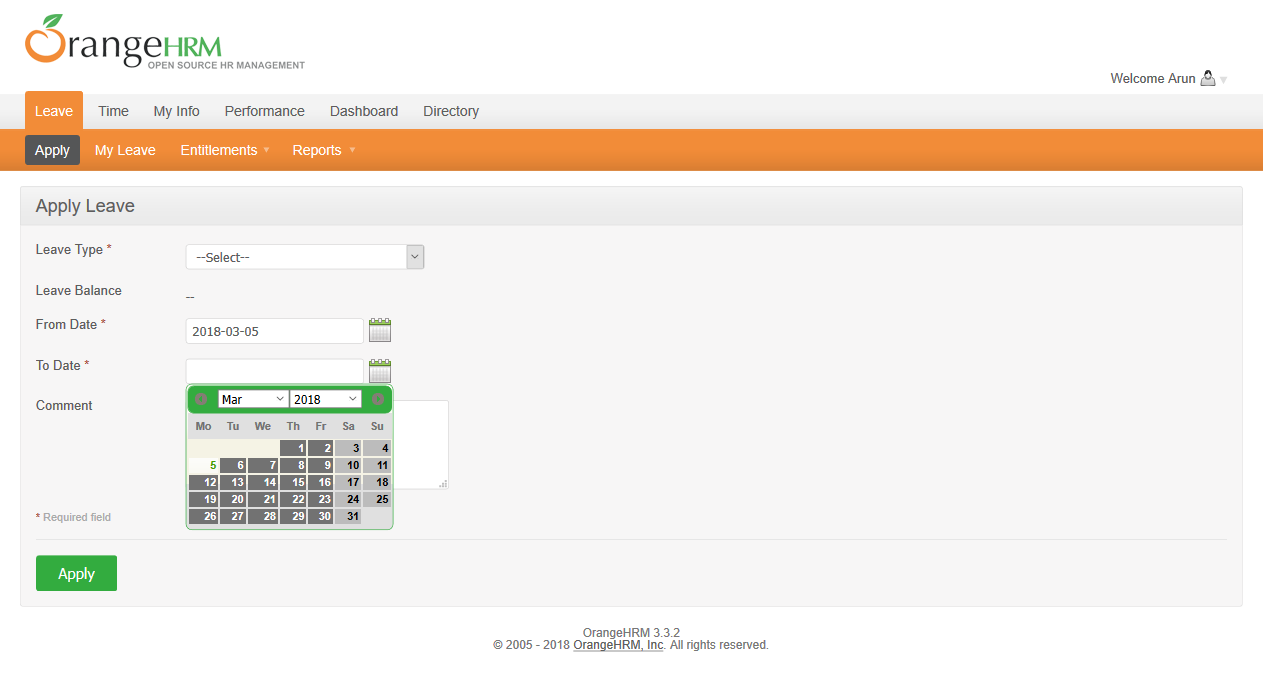 OrangeHRM
OPEN SOURCE HR MANAGEMENT
Welcome Arun
Leave Time My Info Performance Dashboard Directory
Apply My Leave Entitlements Reports
Apply Leave
Leave Type *
--Select--
Leave Balance
--
From Date *
2018-03-05
To Date *
Comment
Mar 2018
Mo Tu We Th Fr Sa Su
1 2 3 4
5 6 7 8 9 10 11
12 13 14 15 16 17 18
19 20 21 22 23 24 25
26 27 28 29 30 31
* Required field
Apply
OrangeHRM 3.3.2
© 2005 - 2018 OrangeHRM, Inc. All rights reserved.